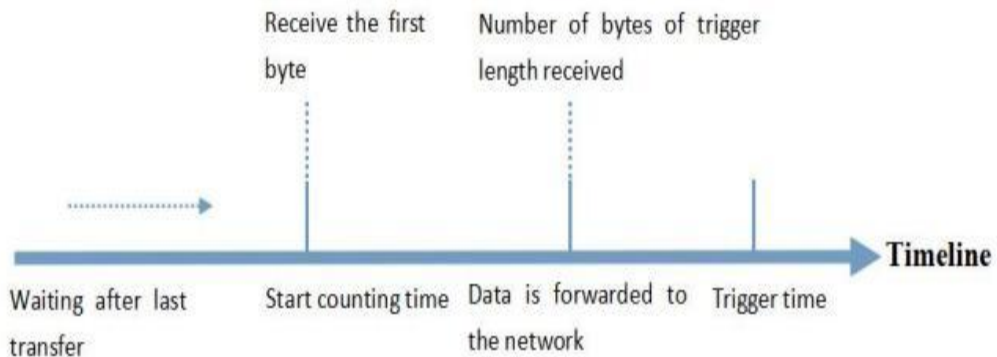 Receive the first
byte
Number of bytes of trigger
length received
Timeline
Waiting after last
transfer
Start counting time
Data is forwarded to
the network
Trigger time